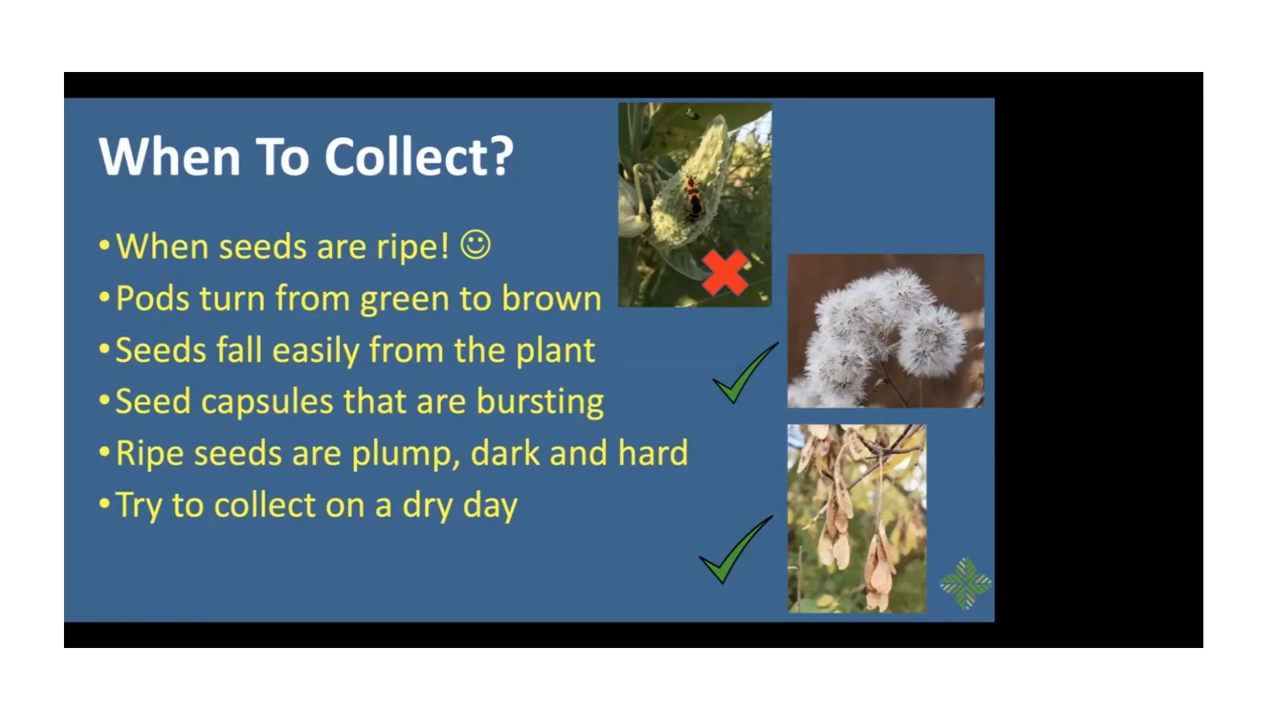 When To Collect?
•When seeds are ripe! ☺
•Pods turn from green to brown
•Seeds fall easily from the plant
•Seed capsules that are bursting
•Ripe seeds are plump, dark and hard
•Try to collect on a dry day